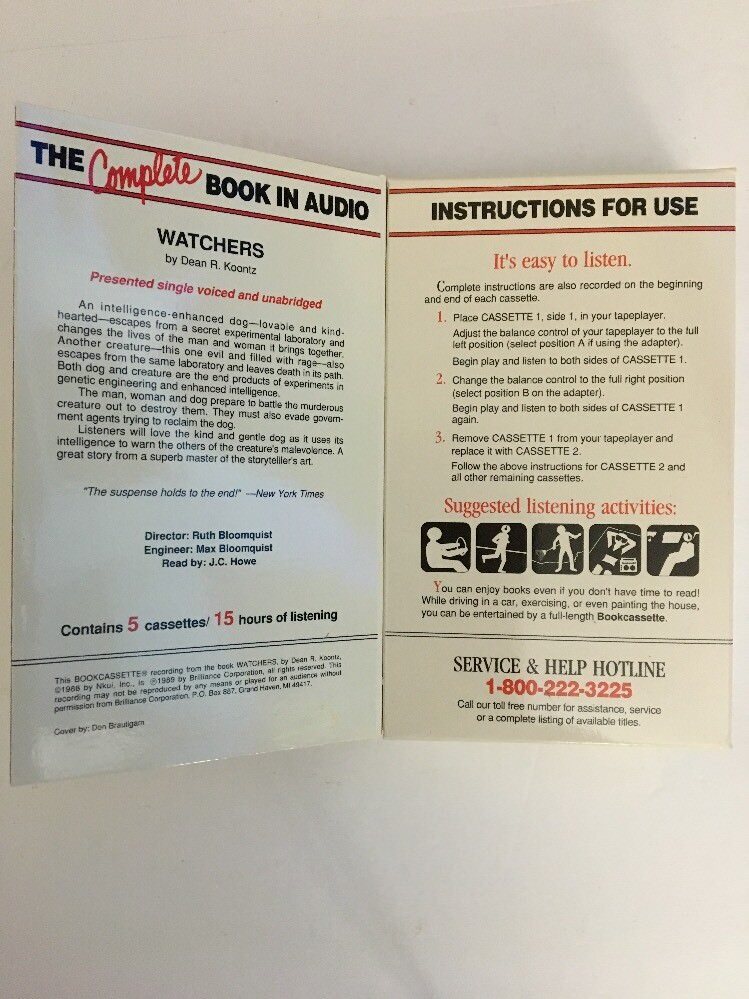 THE Complete BOOK IN AUDIO
WATCHERS
by Dean R. Koontz
Presented single voiced and unabridged
An intelligence-enhanced dog—lovable and kind-
hearted—escapes from a secret experimental laboratory and
changes the lives of the man and woman it brings together.
Another creature—this one evil and filled with rage—also
escapes from the same laboratory and leaves death in its path.
Both dog and creature are the end products of experiments in
genetic engineering and enhanced intelligence.
The man, woman and dog prepare to battle the murderous
creature out to destroy them. They must also evade govern-
ment agents trying to reclaim the dog.
Listeners will love the kind and gentle dog as it uses its
intelligence to warn the others of the creature's malevolence. A
great story from a superb master of the storyteller's art.
"The suspense holds to the end!" —New York Times
Director: Ruth Bloomquist
Engineer: Max Bloomquist
Read by: J.C. Howe
Contains 5 cassettes/ 15 hours of listening
This BOOKCASSETTE® recording from the book WATCHERS, by Dean R. Koontz,
©1988 by Nkui, Inc., is ℗1989 by Brilliance Corporation, all rights reserved. This
recording may not be reproduced by any means or played for an audience without
permission from Brilliance Corporation, P.O. Box 887, Grand Haven, MI 49417.
Cover by: Don Brautigam
INSTRUCTIONS FOR USE
It's easy to listen.
Complete instructions are also recorded on the beginning
and end of each cassette.
1. Place CASSETTE 1, side 1, in your tapeplayer.
Adjust the balance control of your tapeplayer to the full
left position (select position A if using the adapter).
Begin play and listen to both sides of CASSETTE 1.
2. Change the balance control to the full right position
(select position B on the adapter).
Begin play and listen to both sides of CASSETTE 1
again.
3. Remove CASSETTE 1 from your tapeplayer and
replace it with CASSETTE 2.
Follow the above instructions for CASSETTE 2 and
all other remaining cassettes.
Suggested listening activities:
You can enjoy books even if you don't have time to read!
While driving in a car, exercising, or even painting the house,
you can be entertained by a full-length Bookcassette.
SERVICE & HELP HOTLINE
1-800-222-3225
Call our toll free number for assistance, service
or a complete listing of available titles.